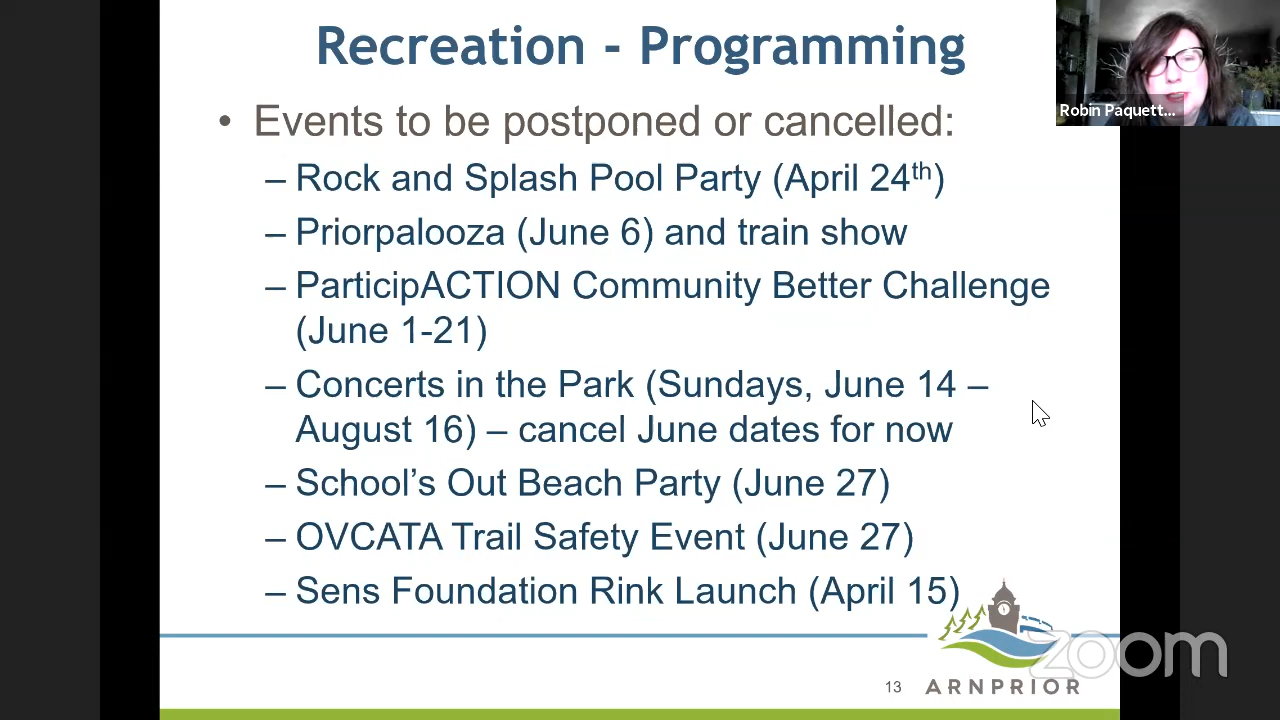 Recreation - Programming
Robin Paquett...
• Events to be postponed or cancelled:
– Rock and Splash Pool Party (April 24th)
– Priorpalooza (June 6) and train show
– ParticipACTION Community Better Challenge
(June 1-21)
– Concerts in the Park (Sundays, June 14 –
August 16) – cancel June dates for now
– School’s Out Beach Party (June 27)
– OVCATA Trail Safety Event (June 27)
– Sens Foundation Rink Launch (April 15)
zoom
13
ARNPRIOR